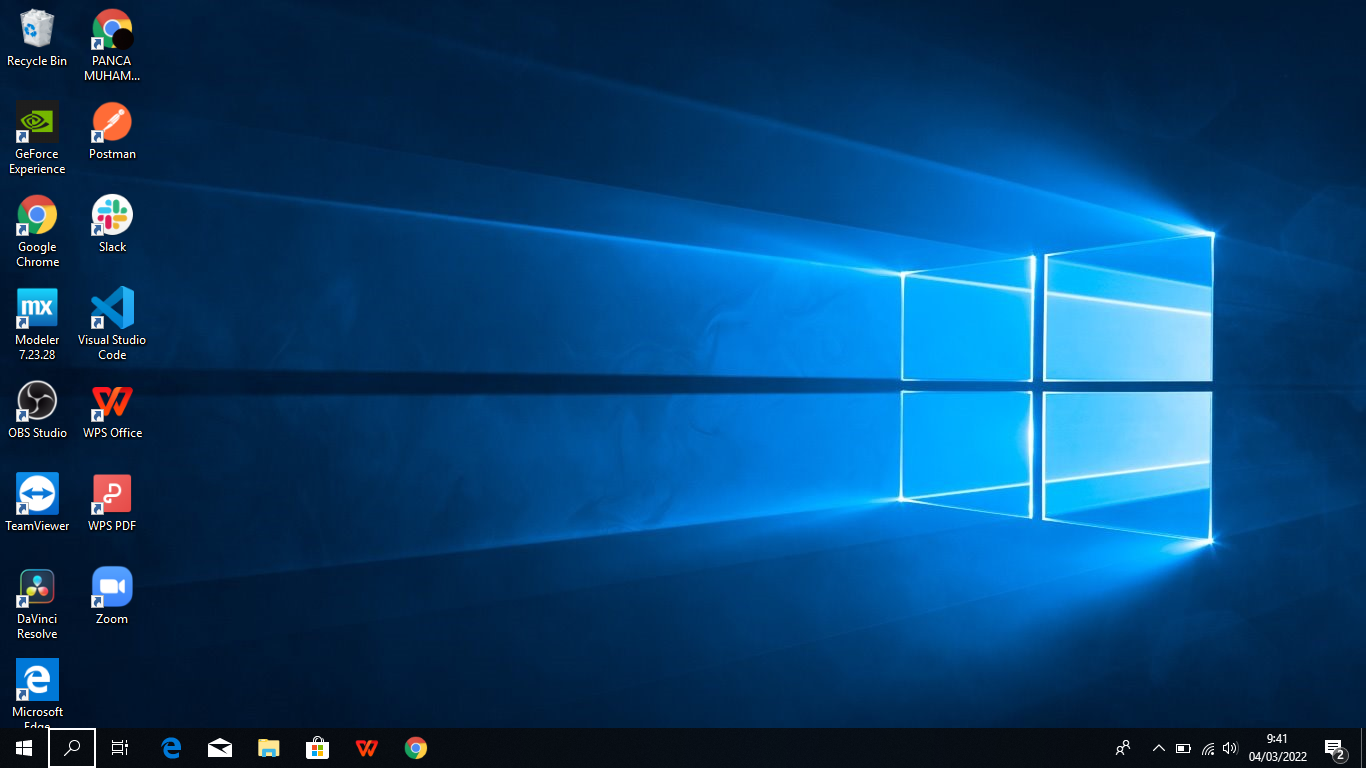 Recycle Bin
PANCA
MUHAM...
GeForce
Experience
Postman
Google
Chrome
Slack
mx
Modeler
7.23.28
Visual Studio
Code
OBS Studio
WPS Office
TeamViewer
WPS PDF
DaVinci
Resolve
Zoom
Microsoft
Edge
9:41
04/03/2022
2